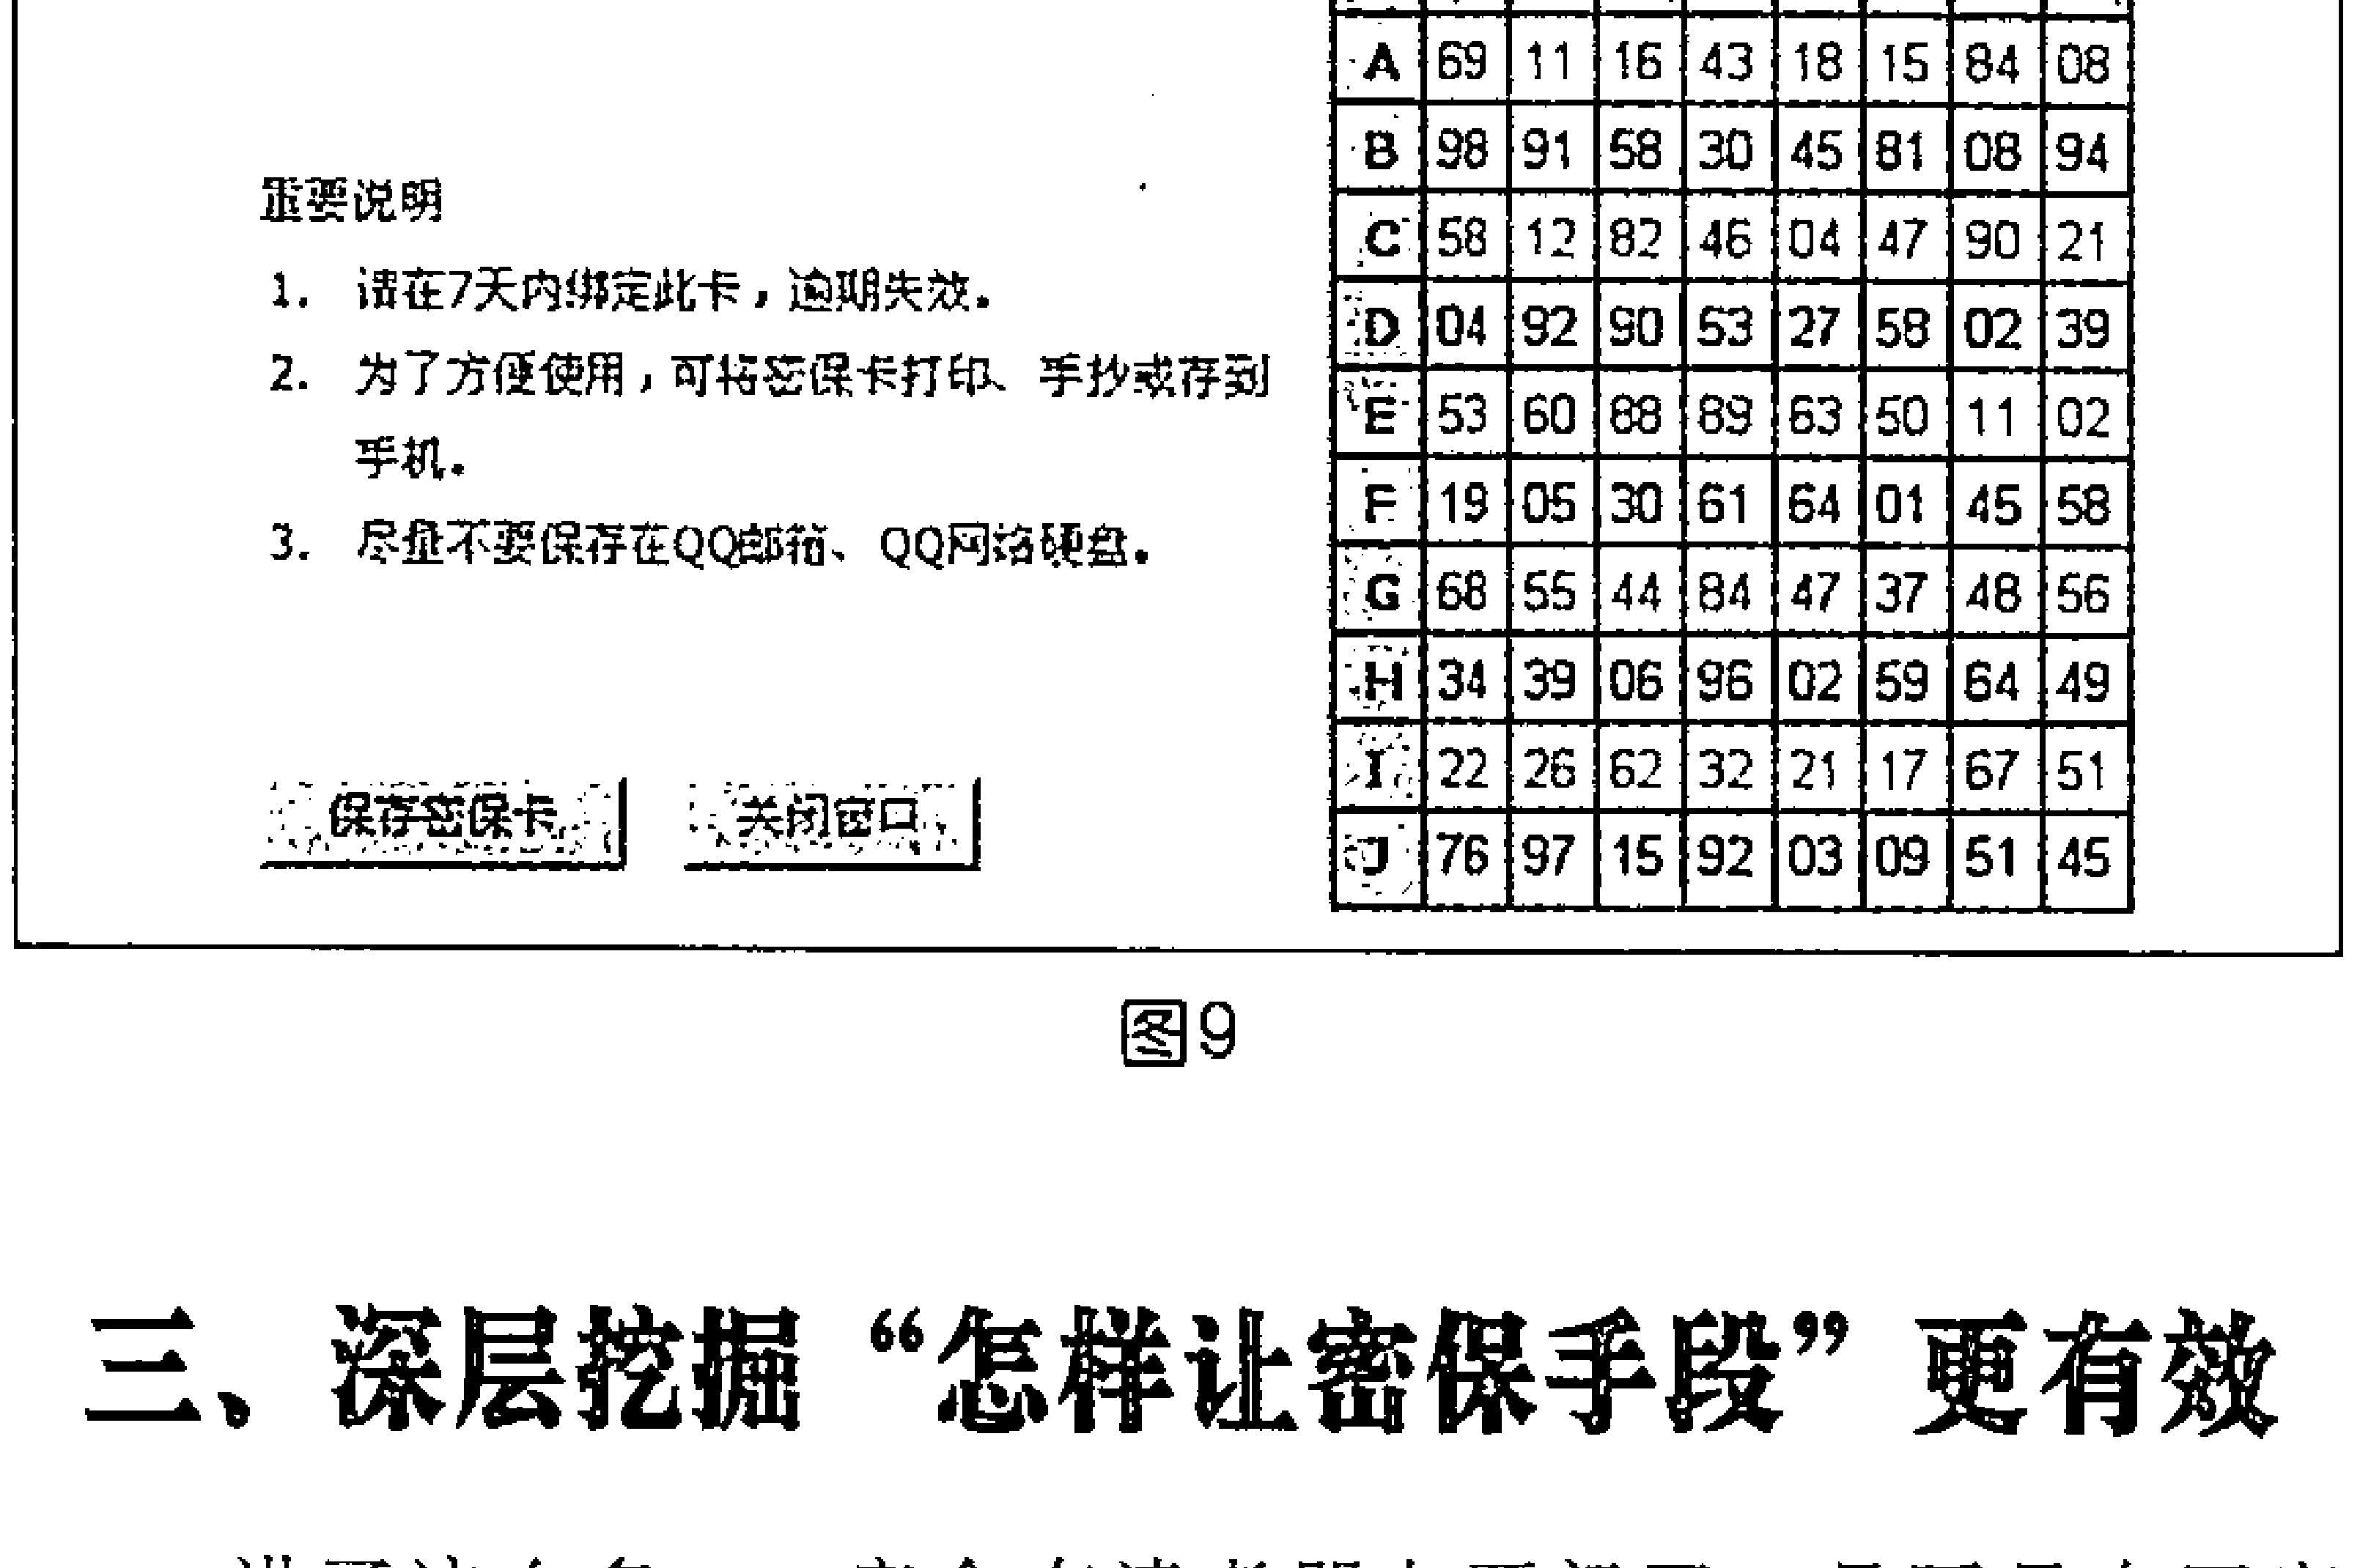 重要说明
1. 请在7天内绑定此卡，逾期失效。
2. 为了方便使用，可将密保卡打印、手抄或存到
手机。
3. 尽量不要保存在QQ邮箱、QQ网络硬盘。
保存密保卡 关闭窗口
A 69 11 16 43 18 15 84 08
B 98 91 58 30 45 81 08 94
C 58 12 82 46 04 47 90 21
D 04 92 90 53 27 58 02 39
E 53 60 88 89 63 50 11 02
F 19 05 30 61 64 01 45 58
G 68 55 44 84 47 37 48 56
H 34 39 06 96 02 59 64 49
I 22 26 62 32 21 17 67 51
J 76 97 15 92 03 09 51 45
图9
三、深层挖掘“怎样让密保手段”更有效